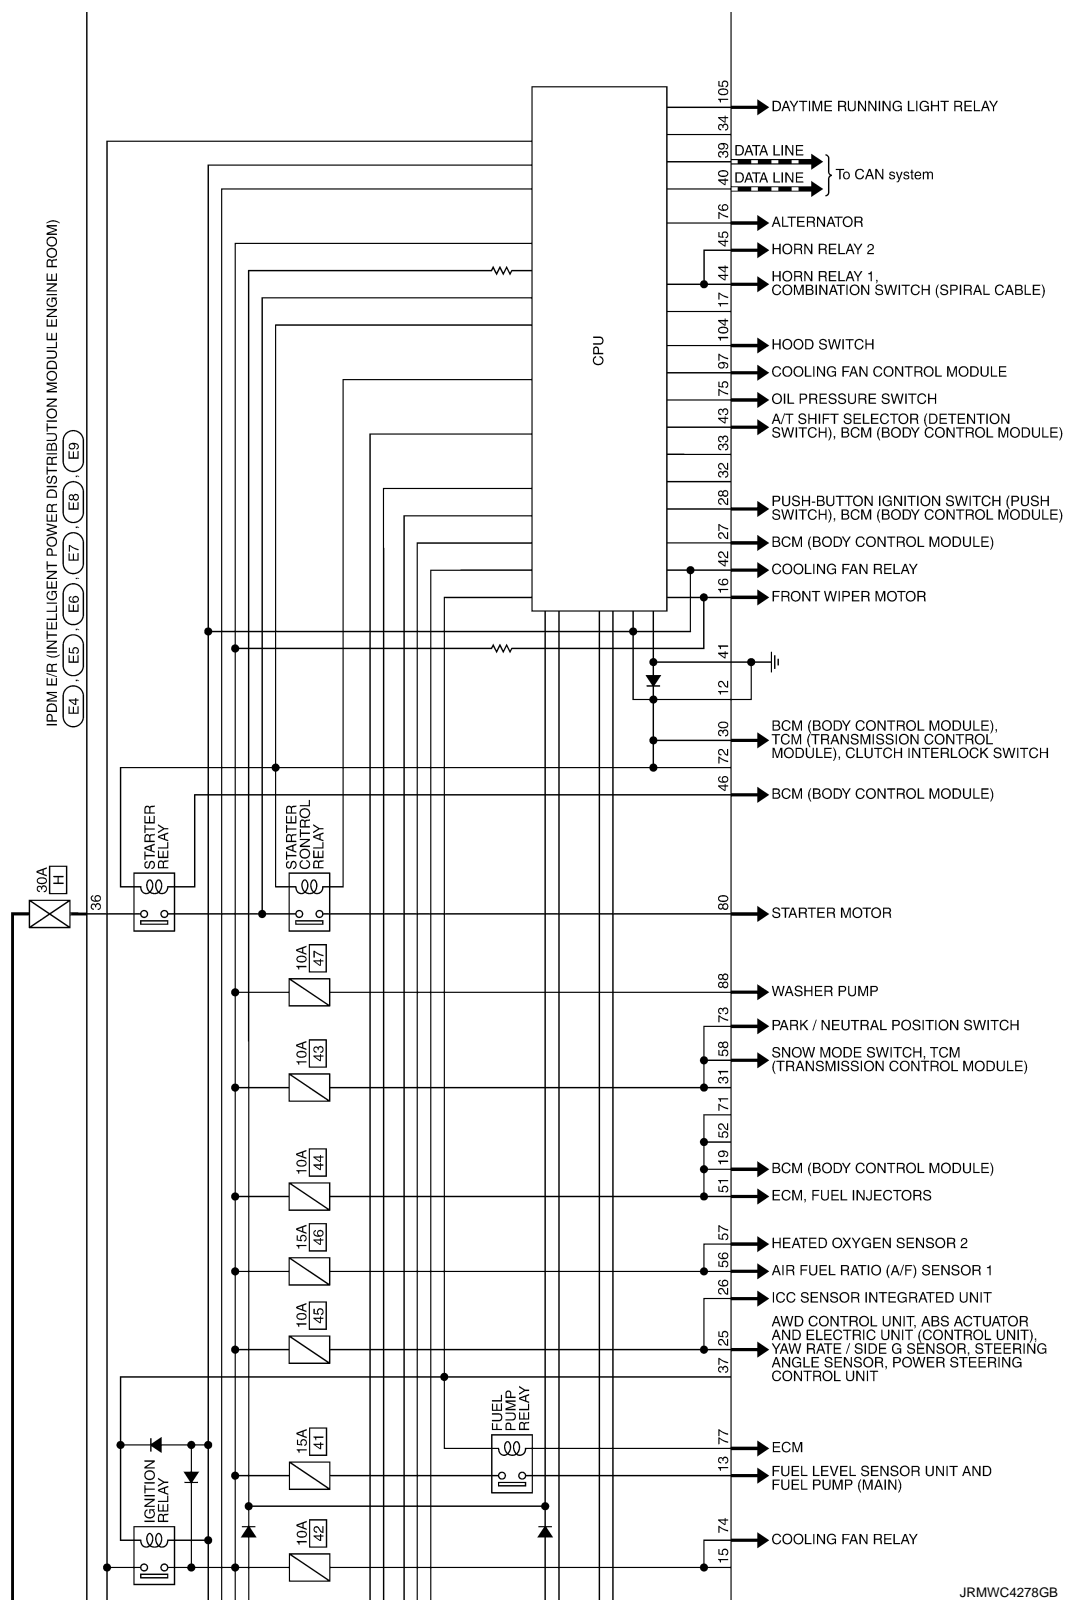 105
DAYTIME RUNNING LIGHT RELAY
34
39
DATA LINE
40
DATA LINE
To CAN system
76
ALTERNATOR
45
HORN RELAY 2
44
HORN RELAY 1,
COMBINATION SWITCH (SPIRAL CABLE)
17
104
HOOD SWITCH
97
COOLING FAN CONTROL MODULE
75
OIL PRESSURE SWITCH
43
A/T SHIFT SELECTOR (DETENTION
SWITCH), BCM (BODY CONTROL MODULE)
33
32
28
PUSH-BUTTON IGNITION SWITCH (PUSH
SWITCH), BCM (BODY CONTROL MODULE)
27
BCM (BODY CONTROL MODULE)
42
COOLING FAN RELAY
16
FRONT WIPER MOTOR
CPU
IPDM E/R (INTELLIGENT POWER DISTRIBUTION MODULE ENGINE ROOM)
E4 , E5 , E6 , E7 , E8 , E9
41
12
30
BCM (BODY CONTROL MODULE),
TCM (TRANSMISSION CONTROL
MODULE), CLUTCH INTERLOCK SWITCH
72
46
BCM (BODY CONTROL MODULE)
STARTER
RELAY
STARTER
CONTROL
RELAY
30A
H
36
80
STARTER MOTOR
10A
47
88
WASHER PUMP
73
PARK / NEUTRAL POSITION SWITCH
10A
43
58
SNOW MODE SWITCH, TCM
(TRANSMISSION CONTROL MODULE)
31
71
52
10A
44
19
BCM (BODY CONTROL MODULE)
51
ECM, FUEL INJECTORS
15A
46
57
HEATED OXYGEN SENSOR 2
56
AIR FUEL RATIO (A/F) SENSOR 1
26
ICC SENSOR INTEGRATED UNIT
10A
45
25
AWD CONTROL UNIT, ABS ACTUATOR
AND ELECTRIC UNIT (CONTROL UNIT),
YAW RATE / SIDE G SENSOR, STEERING
ANGLE SENSOR, POWER STEERING
CONTROL UNIT
37
FUEL
PUMP
RELAY
15A
41
77
ECM
13
FUEL LEVEL SENSOR UNIT AND
FUEL PUMP (MAIN)
IGNITION
RELAY
10A
42
74
COOLING FAN RELAY
15
JRMWC4278GB